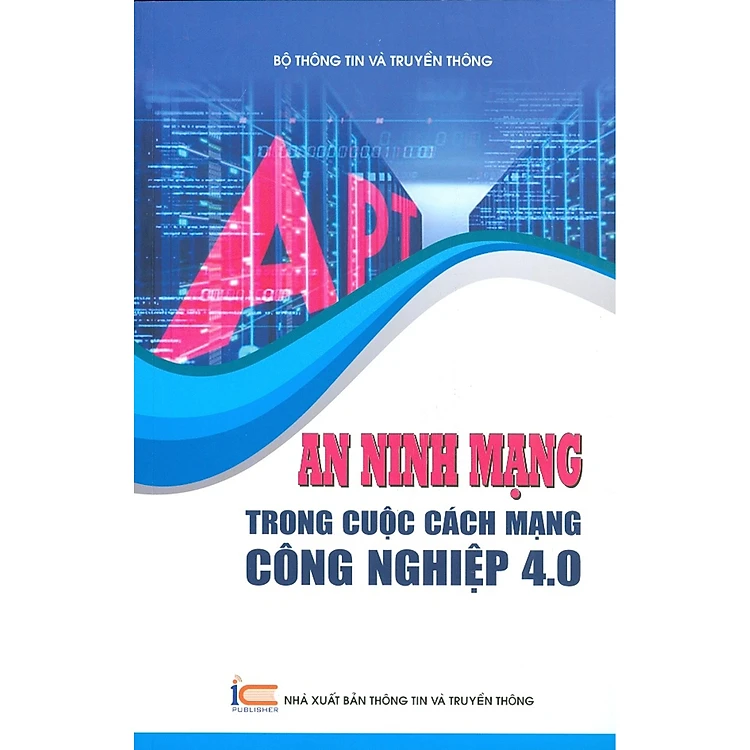 BỘ THÔNG TIN VÀ TRUYỀN THÔNG
APT
AN NINH MẠNG
TRONG CUỘC CÁCH MẠNG
CÔNG NGHIỆP 4.0
iC
PUBLISHER
NHÀ XUẤT BẢN THÔNG TIN VÀ TRUYỀN THÔNG